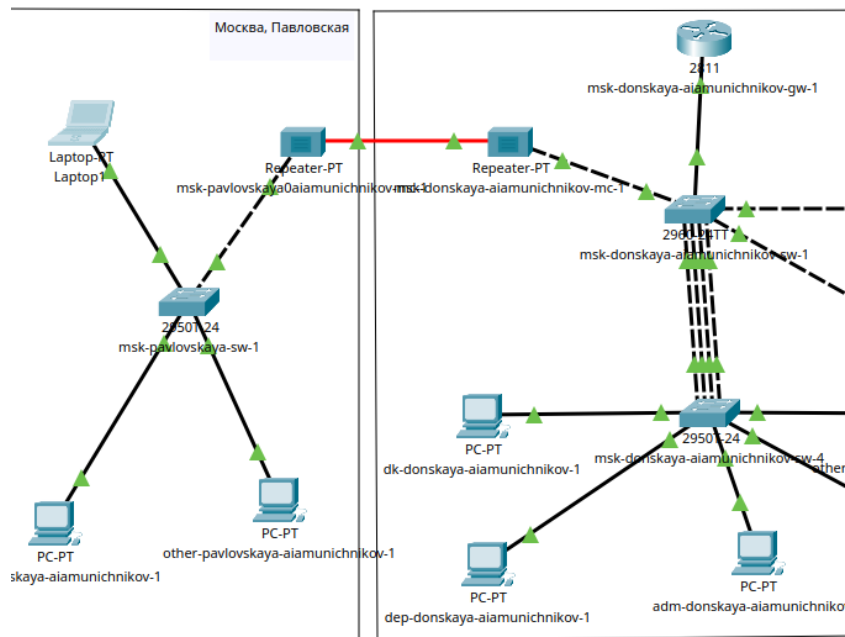 Москва, Павловская
2811
msk-donskaya-aiamunichnikov-gw-1
Laptop-PT
Laptop1
Repeater-PT
msk-pavlovskaya0aiamunichnikov-mc-1
Repeater-PT
msk-donskaya-aiamunichnikov-mc-1
2960-24TT
msk-donskaya-aiamunichnikov-sw-1
2950T-24
msk-pavlovskaya-sw-1
PC-PT
dk-donskaya-aiamunichnikov-1
2950T-24
msk-donskaya-aiamunichnikov-sw-4
other
PC-PT
skaya-aiamunichnikov-1
PC-PT
other-pavlovskaya-aiamunichnikov-1
PC-PT
dep-donskaya-aiamunichnikov-1
PC-PT
adm-donskaya-aiamunichnikov